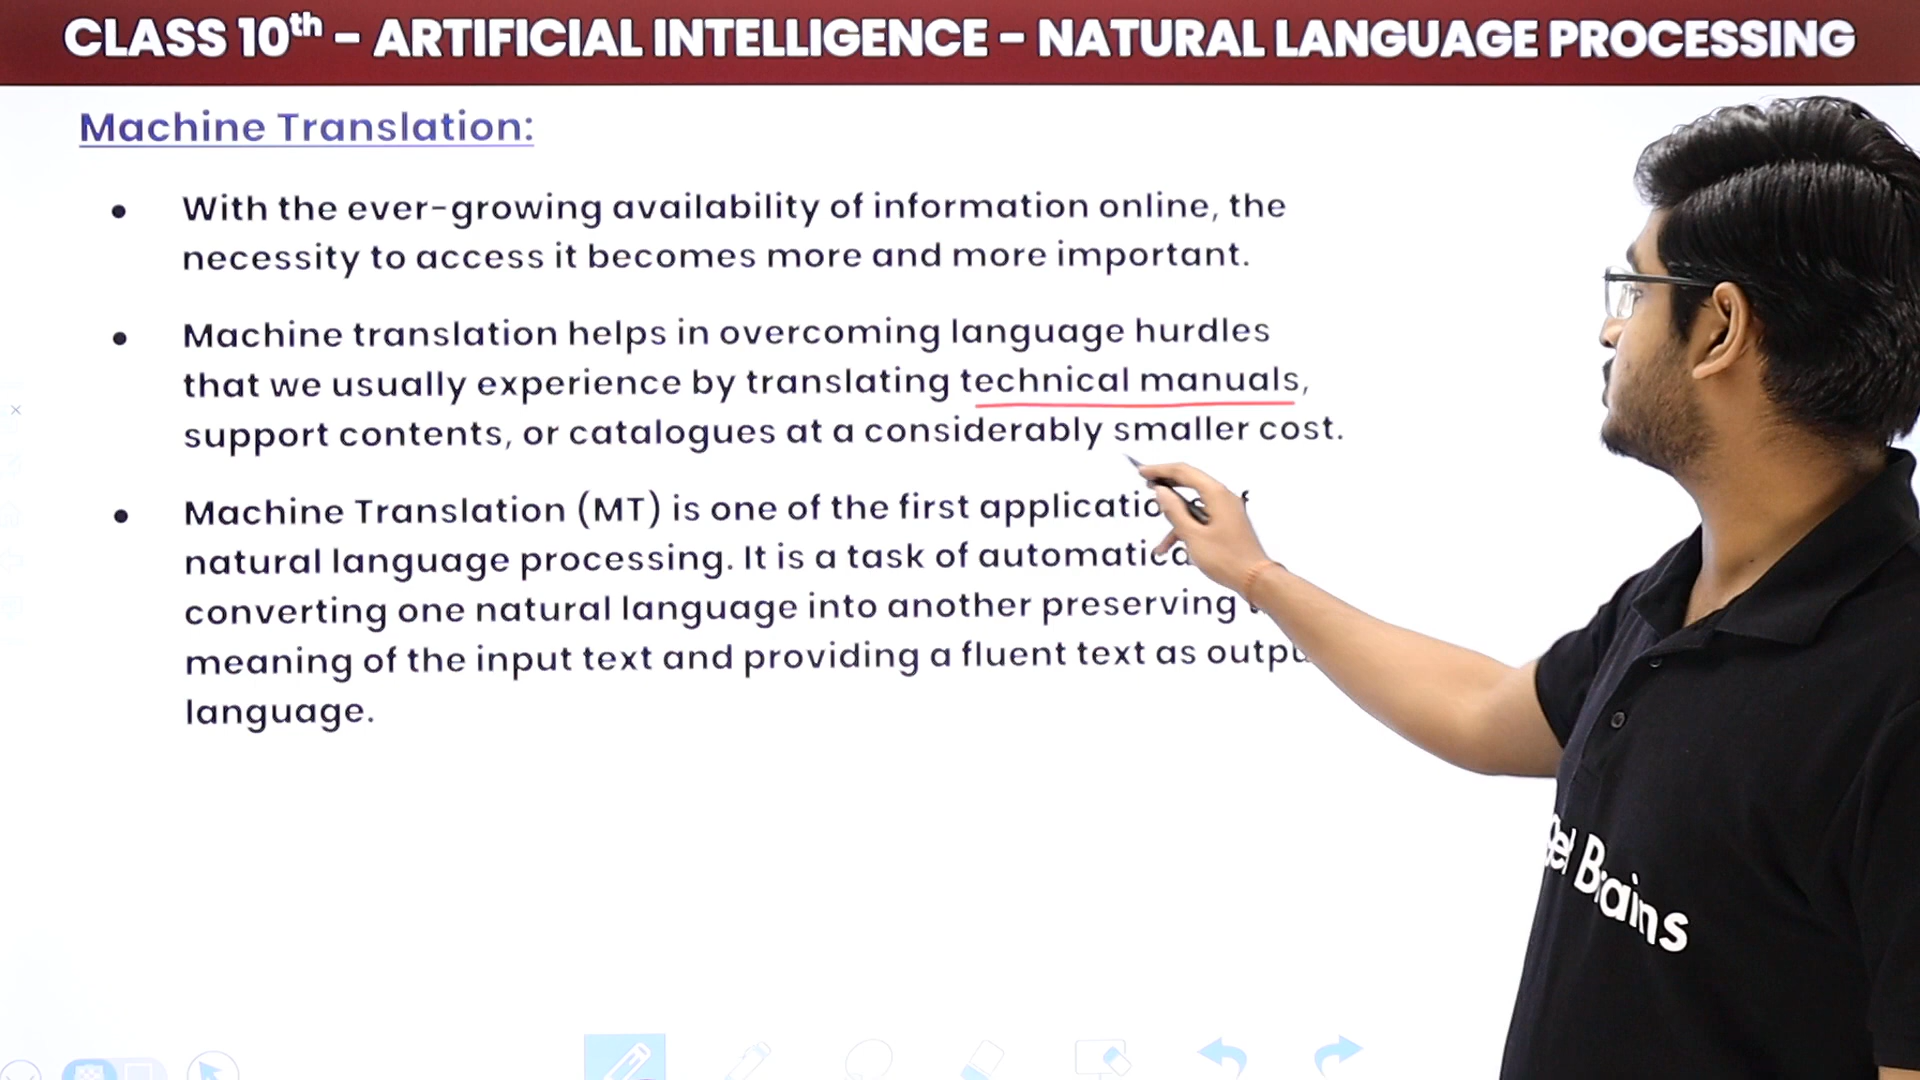 CLASS 10th - ARTIFICIAL INTELLIGENCE - NATURAL LANGUAGE PROCESSING
Machine Translation:
• With the ever-growing availability of information online, the
necessity to access it becomes more and more important.
• Machine translation helps in overcoming language hurdles
that we usually experience by translating technical manuals,
support contents, or catalogues at a considerably smaller cost.
• Machine Translation (MT) is one of the first
natural language processing. It is a task of
converting one natural language into another preserving
meaning of the input text and providing a fluent text as
language.
Brains